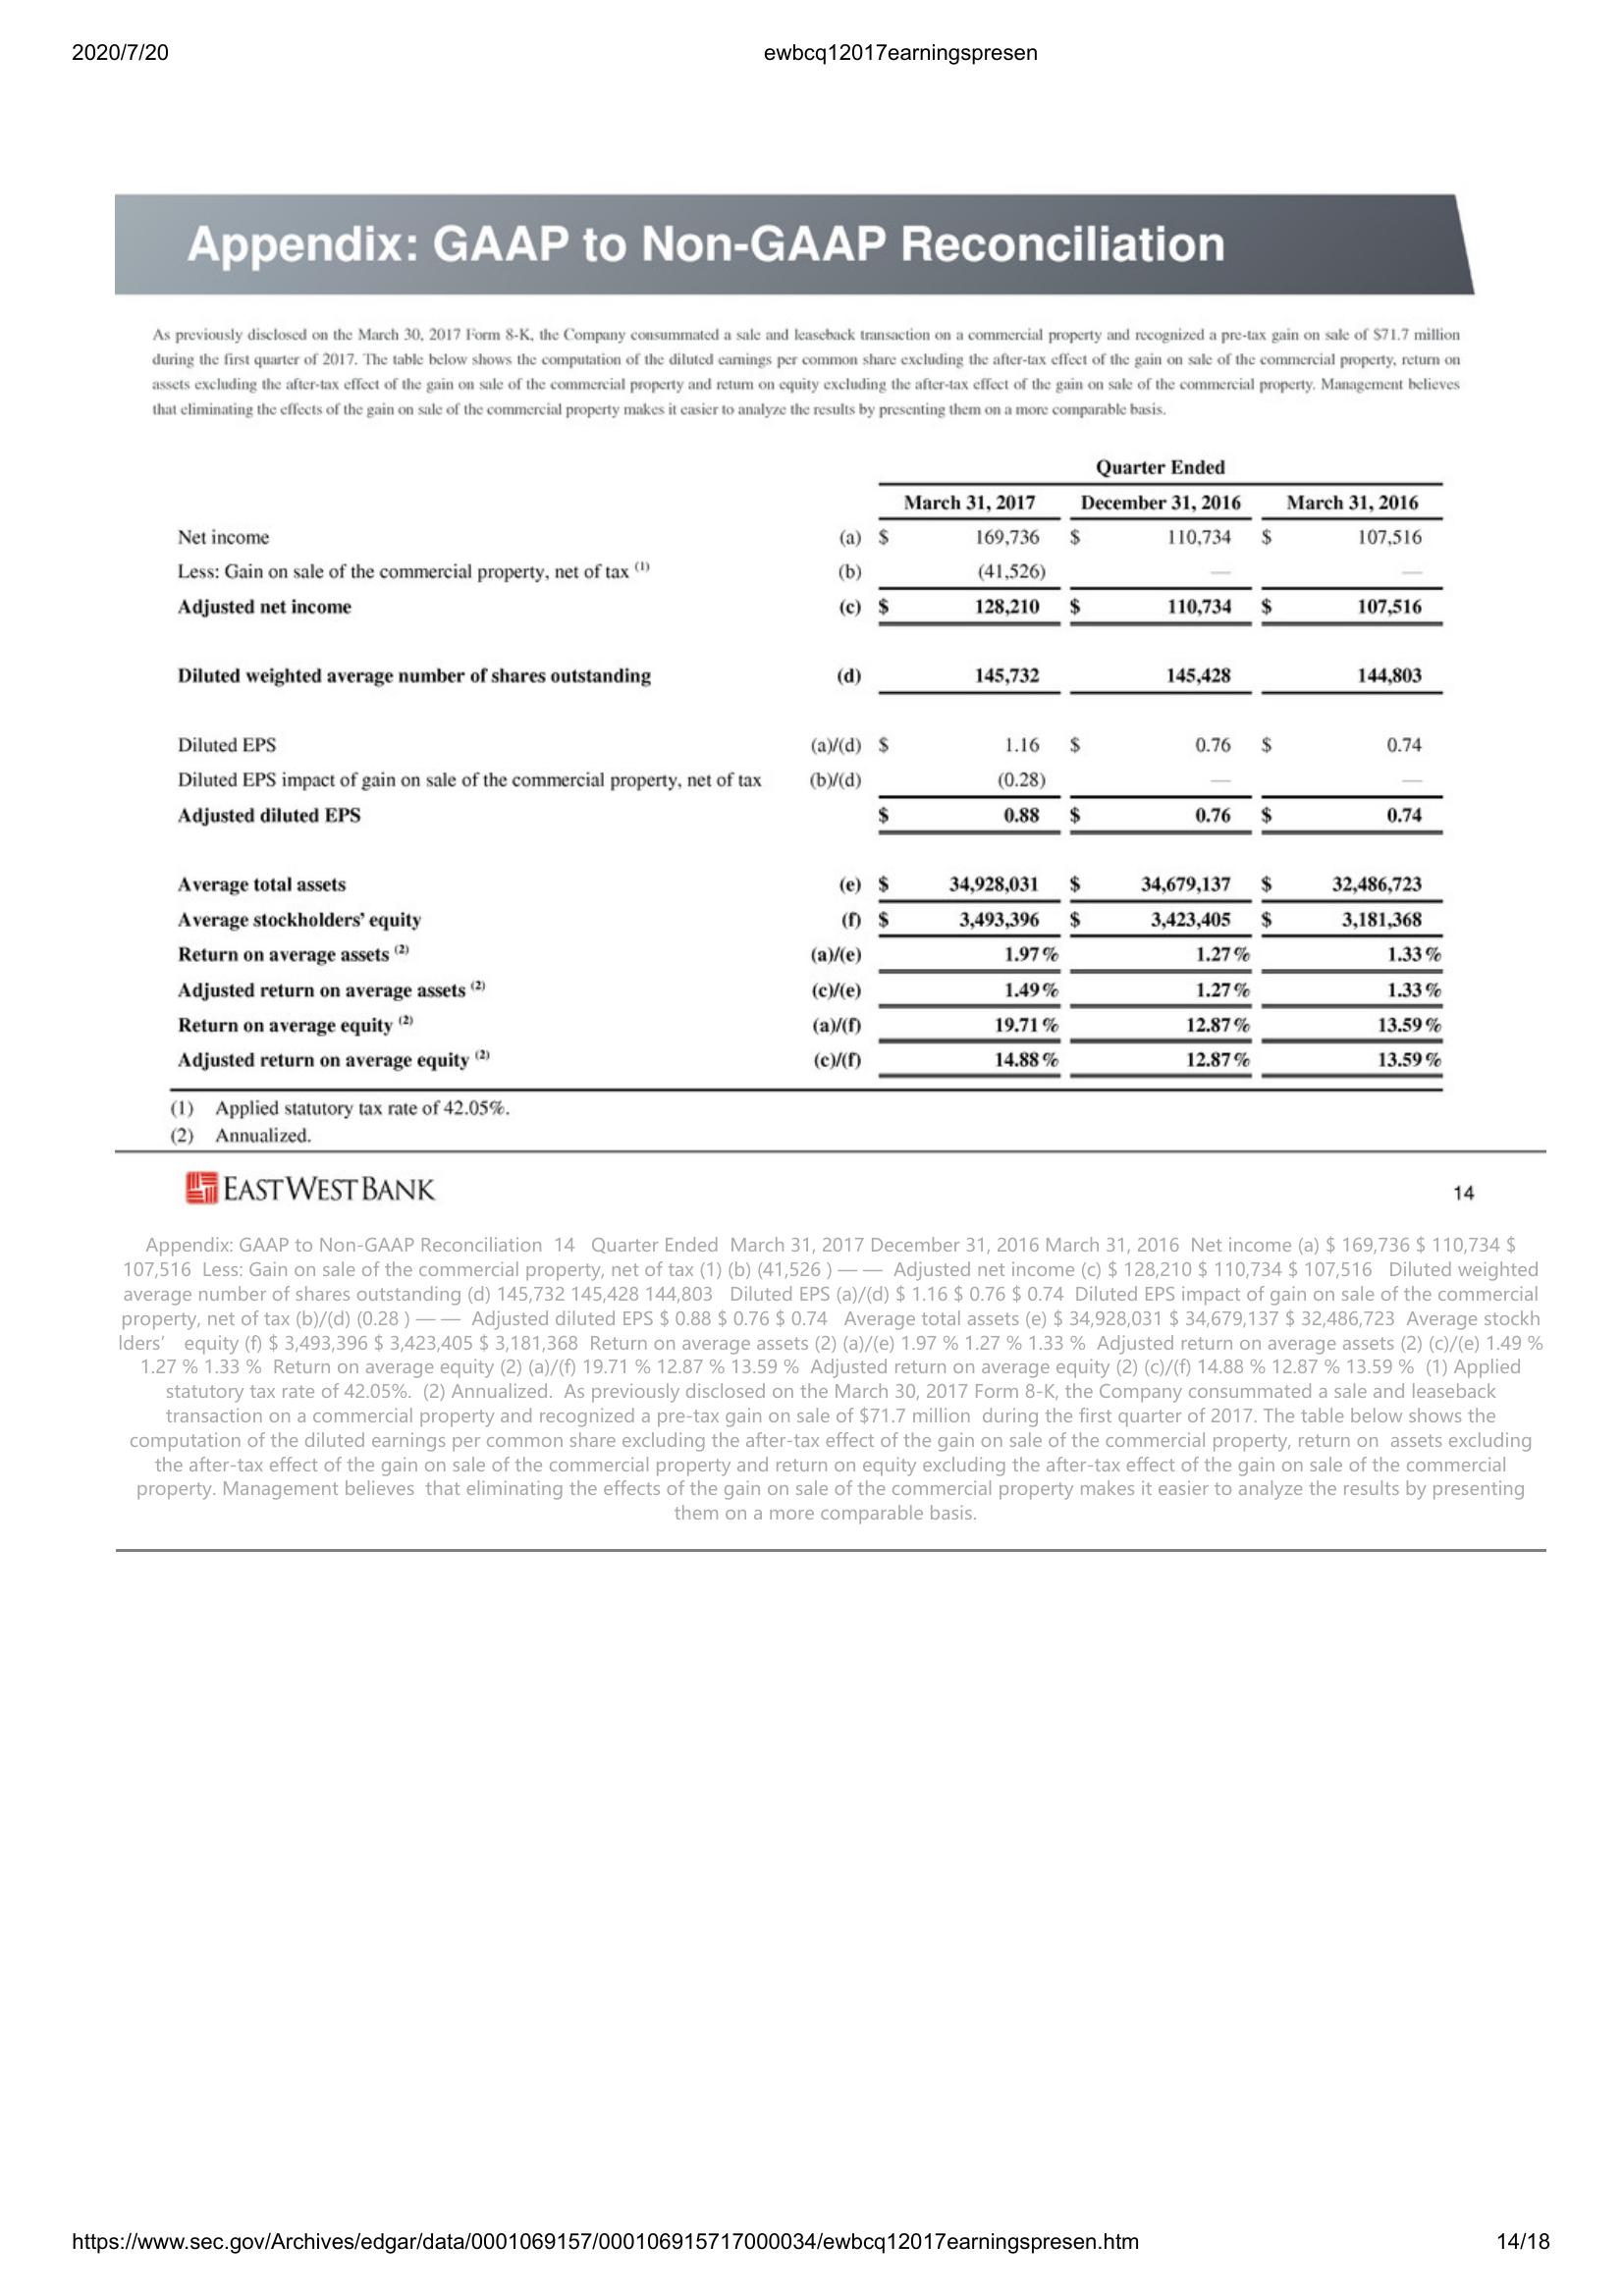 2020/7/20 ewbcq12017earningspresen
Appendix: GAAP to Non-GAAP Reconciliation
As previously disclosed on the March 30, 2017 Form 8-K, the Company consummated a sale and leaseback transaction on a commercial property and recognized a pre-tax gain on sale of $71.7 million
during the first quarter of 2017. The table below shows the computation of the diluted earnings per common share excluding the after-tax effect of the gain on sale of the commercial property, return on
assets excluding the after-tax effect of the gain on sale of the commercial property and return on equity excluding the after-tax effect of the gain on sale of the commercial property. Management believes
that eliminating the effects of the gain on sale of the commercial property makes it easier to analyze the results by presenting them on a more comparable basis.
Quarter Ended
March 31, 2017 December 31, 2016 March 31, 2016
Net income (a) $ 169,736 $ 110,734 $ 107,516
Less: Gain on sale of the commercial property, net of tax (1) (b) (41,526) — —
Adjusted net income (c) $ 128,210 $ 110,734 $ 107,516
Diluted weighted average number of shares outstanding (d) 145,732 145,428 144,803
Diluted EPS (a)/(d) $ 1.16 $ 0.76 $ 0.74
Diluted EPS impact of gain on sale of the commercial property, net of tax (b)/(d) (0.28) — —
Adjusted diluted EPS $ 0.88 $ 0.76 $ 0.74
Average total assets (e) $ 34,928,031 $ 34,679,137 $ 32,486,723
Average stockholders’ equity (f) $ 3,493,396 $ 3,423,405 $ 3,181,368
Return on average assets (2) (a)/(e) 1.97% 1.27% 1.33%
Adjusted return on average assets (2) (c)/(e) 1.49% 1.27% 1.33%
Return on average equity (2) (a)/(f) 19.71% 12.87% 13.59%
Adjusted return on average equity (2) (c)/(f) 14.88% 12.87% 13.59%
(1) Applied statutory tax rate of 42.05%.
(2) Annualized.
EASTWESTBANK 14
Appendix: GAAP to Non-GAAP Reconciliation 14 Quarter Ended March 31, 2017 December 31, 2016 March 31, 2016 Net income (a) $ 169,736 $ 110,734 $
107,516 Less: Gain on sale of the commercial property, net of tax (1) (b) (41,526 ) — — Adjusted net income (c) $ 128,210 $ 110,734 $ 107,516 Diluted weighted
average number of shares outstanding (d) 145,732 145,428 144,803 Diluted EPS (a)/(d) $ 1.16 $ 0.76 $ 0.74 Diluted EPS impact of gain on sale of the commercial
property, net of tax (b)/(d) (0.28 ) — — Adjusted diluted EPS $ 0.88 $ 0.76 $ 0.74 Average total assets (e) $ 34,928,031 $ 34,679,137 $ 32,486,723 Average stockh
lders’ equity (f) $ 3,493,396 $ 3,423,405 $ 3,181,368 Return on average assets (2) (a)/(e) 1.97 % 1.27 % 1.33 % Adjusted return on average assets (2) (c)/(e) 1.49 %
1.27 % 1.33 % Return on average equity (2) (a)/(f) 19.71 % 12.87 % 13.59 % Adjusted return on average equity (2) (c)/(f) 14.88 % 12.87 % 13.59 % (1) Applied
statutory tax rate of 42.05%. (2) Annualized. As previously disclosed on the March 30, 2017 Form 8-K, the Company consummated a sale and leaseback
transaction on a commercial property and recognized a pre-tax gain on sale of $71.7 million during the first quarter of 2017. The table below shows the
computation of the diluted earnings per common share excluding the after-tax effect of the gain on sale of the commercial property, return on assets excluding
the after-tax effect of the gain on sale of the commercial property and return on equity excluding the after-tax effect of the gain on sale of the commercial
property. Management believes that eliminating the effects of the gain on sale of the commercial property makes it easier to analyze the results by presenting
them on a more comparable basis.
https://www.sec.gov/Archives/edgar/data/0001069157/000106915717000034/ewbcq12017earningspresen.htm 14/18